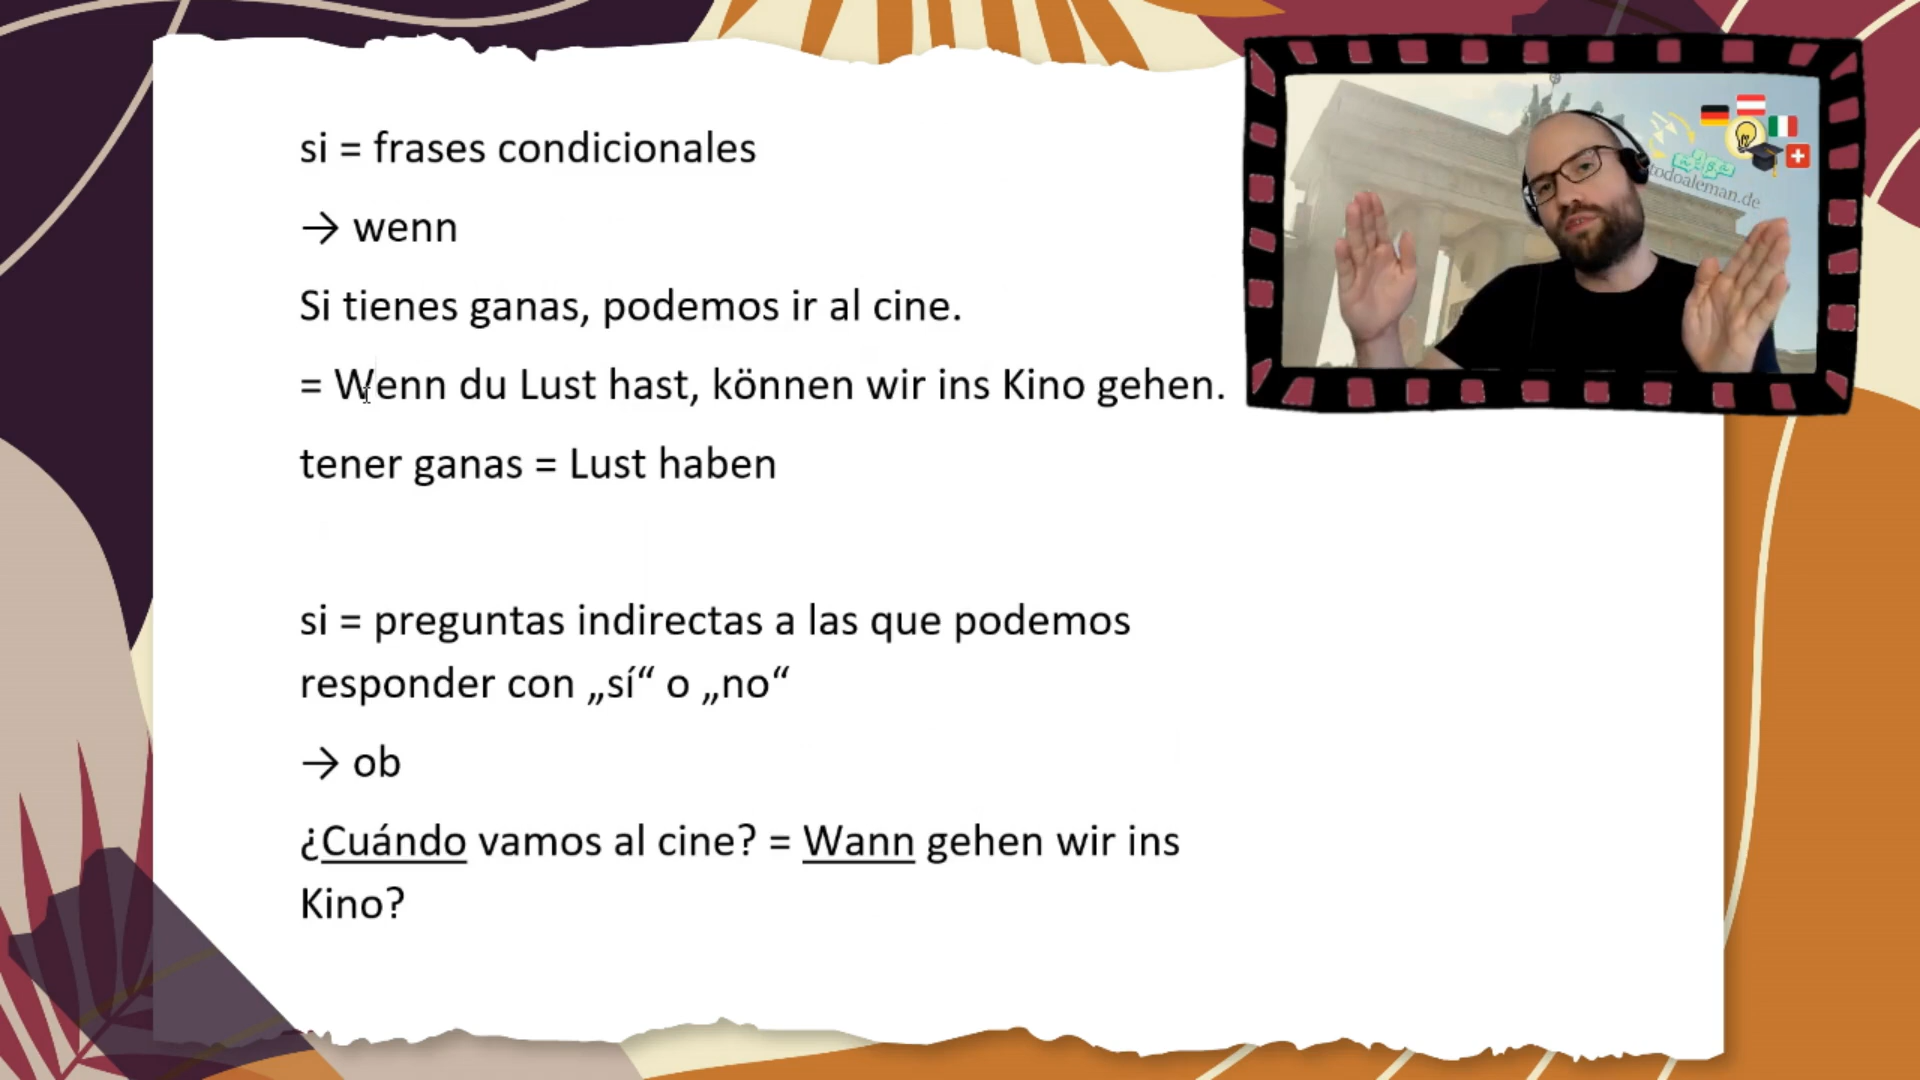 si = frases condicionales
→ wenn
Si tienes ganas, podemos ir al cine.
= Wenn du Lust hast, können wir ins Kino gehen.
tener ganas = Lust haben
si = preguntas indirectas a las que podemos
responder con „sí“ o „no“
→ ob
¿Cuándo vamos al cine? = Wann gehen wir ins
Kino?
todoaleman.de